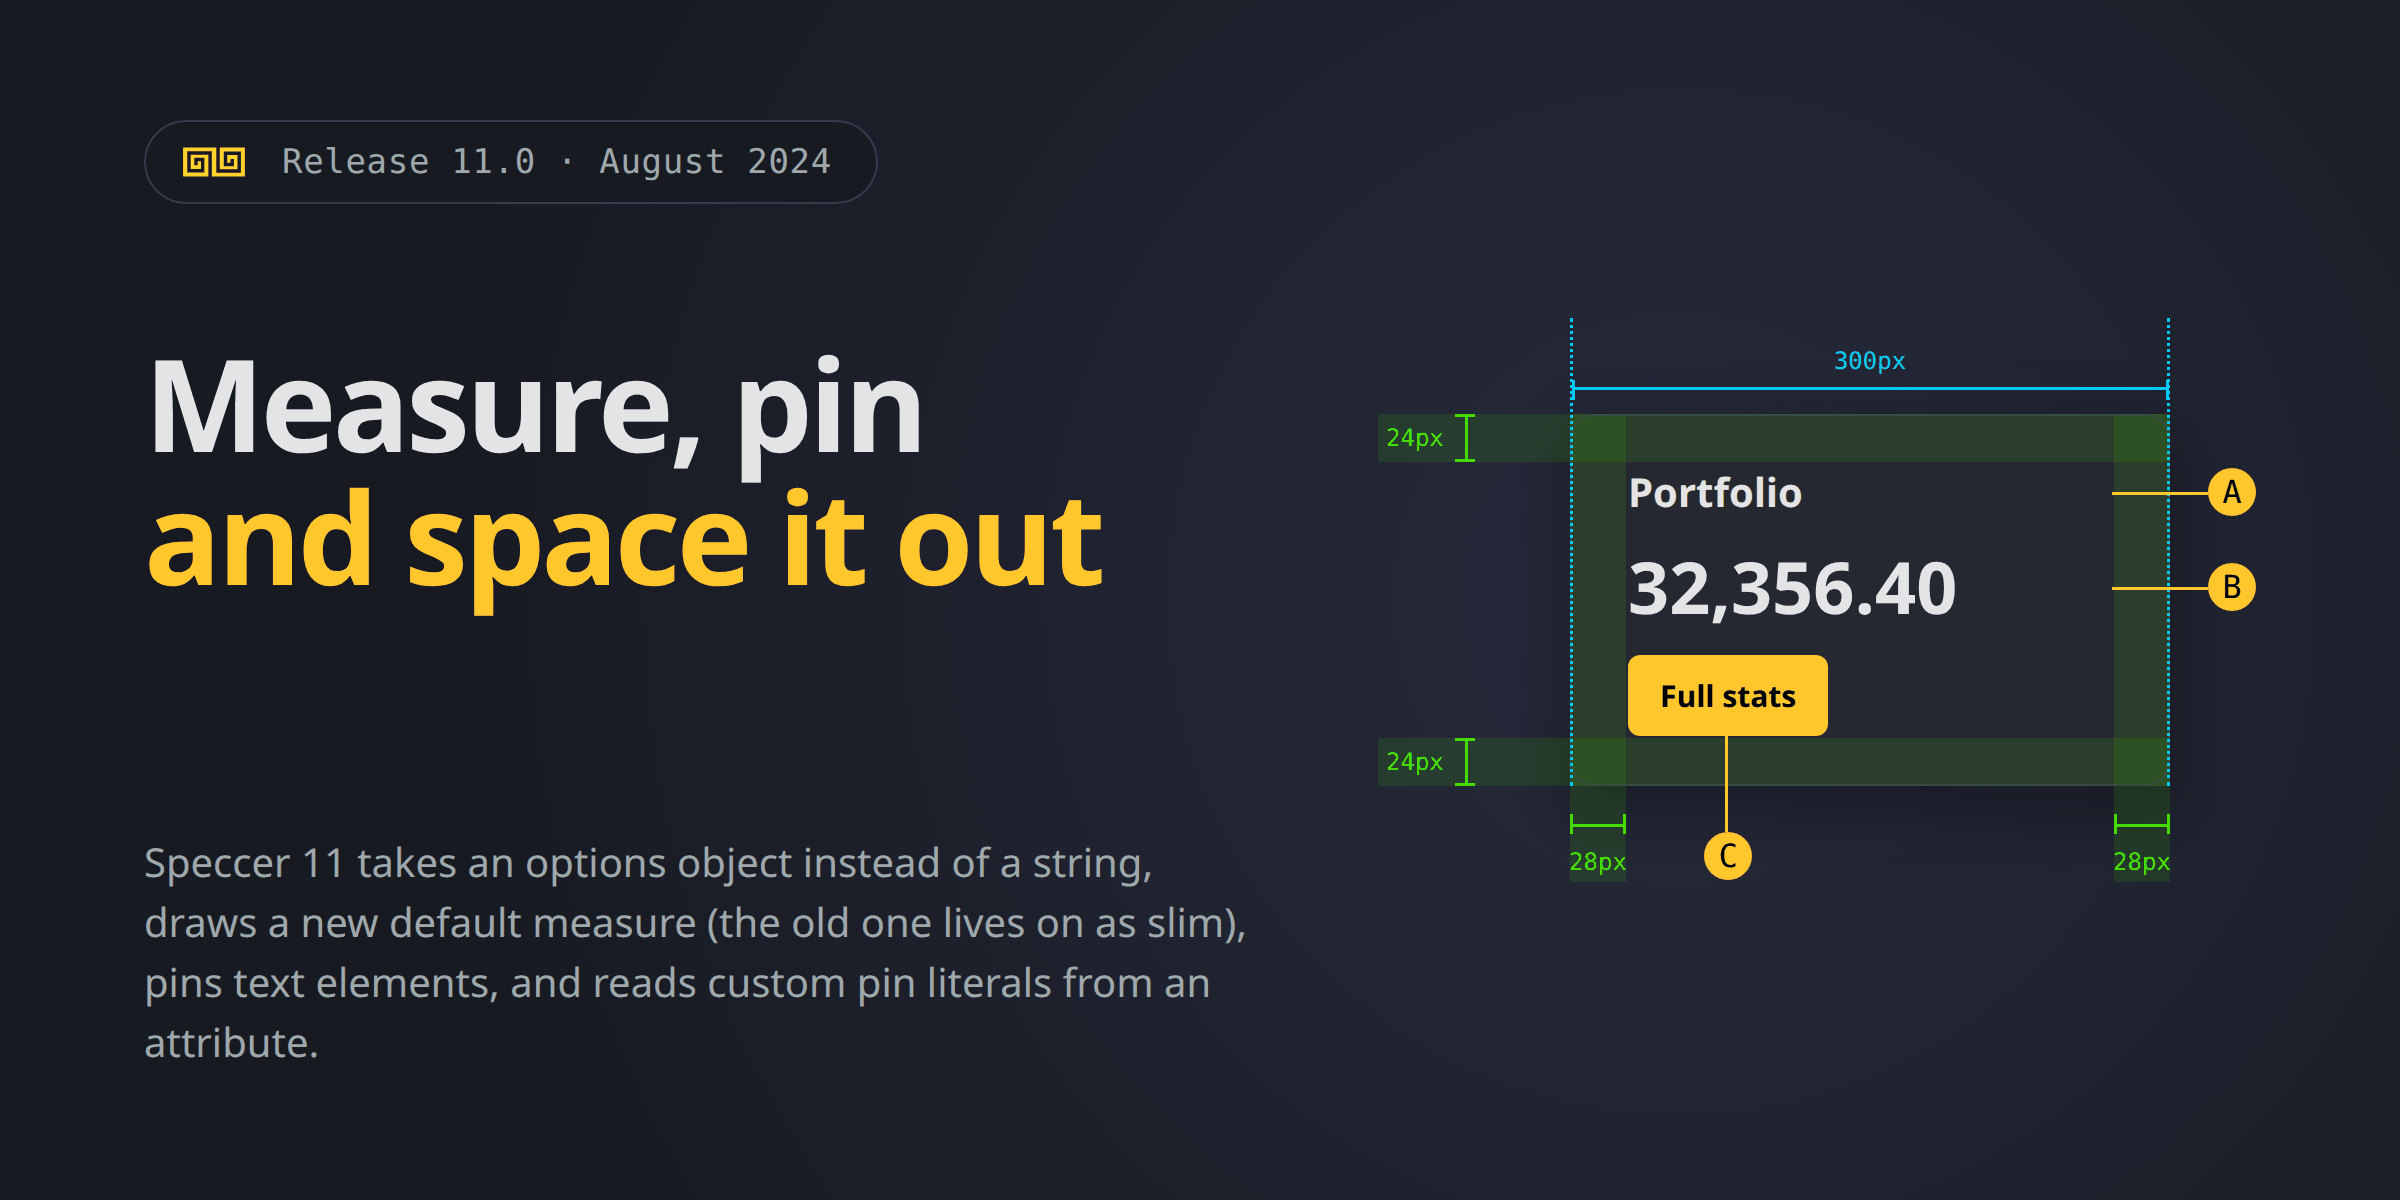 Release 11.0 · August 2024
Measure, pin
and space it out
Speccer 11 takes an options object instead of a string,
draws a new default measure (the old one lives on as slim),
pins text elements, and reads custom pin literals from an
attribute.
300px
24px
Portfolio
A
32,356.40
B
Full stats
24px
28px
C
28px